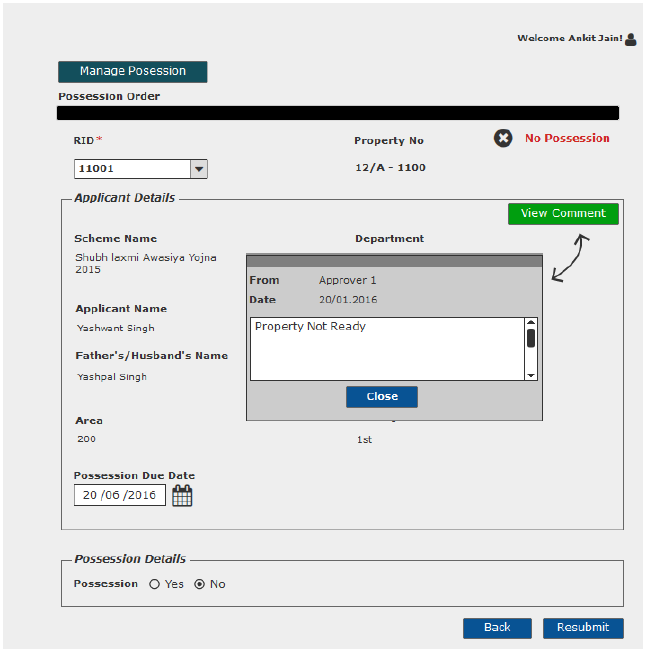 Welcome Ankit Jain!
Manage Posession
Possession Order
RID*
Property No
No Possession
11001
12/A - 1100
Applicant Details
View Comment
Scheme Name
Department
Shubh laxmi Awasiya Yojna
2015
From Approver 1
Date 20/01.2016
Applicant Name
Yashwant Singh
Property Not Ready
Father's/Husband's Name
Yashpal Singh
Close
Area
200
1st
Possession Due Date
20 /06 /2016
Possession Details
Possession Yes No
Back
Resubmit